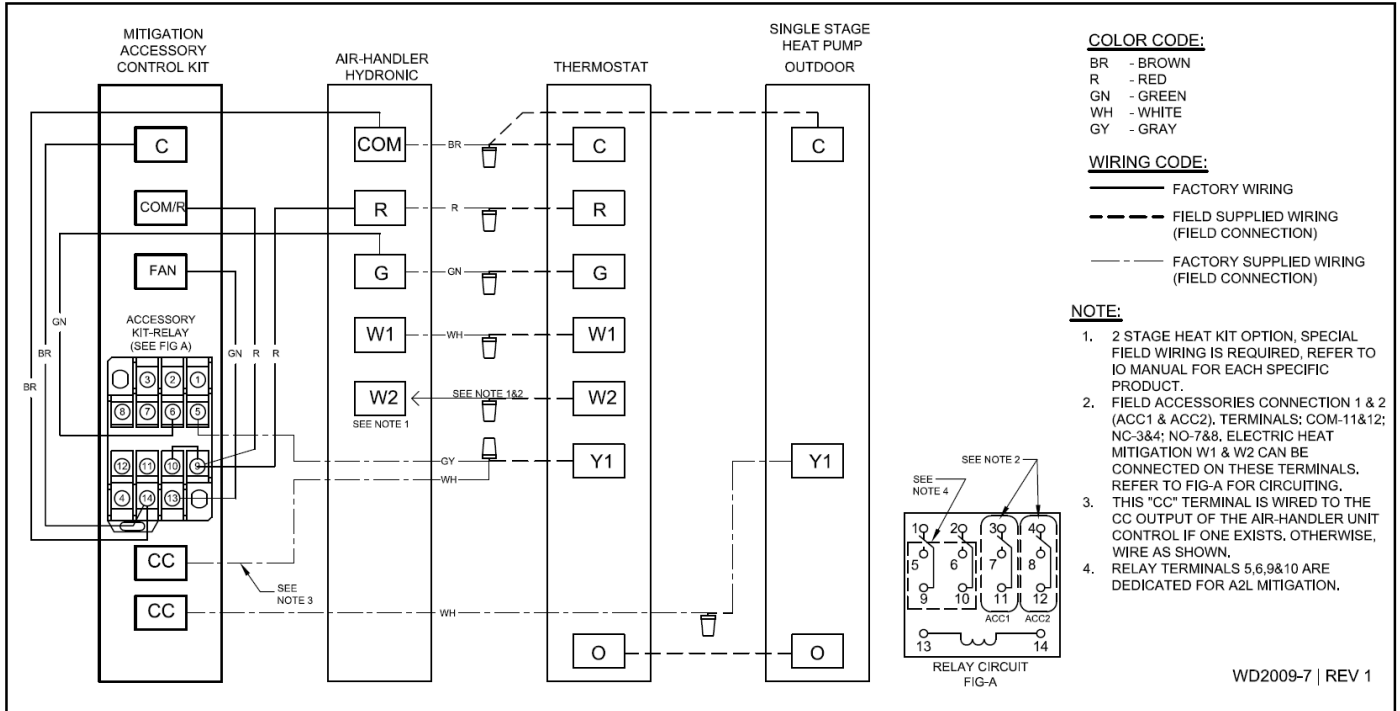 MITIGATION
ACCESSORY
CONTROL KIT
AIR-HANDLER
HYDRONIC
THERMOSTAT
SINGLE STAGE
HEAT PUMP
OUTDOOR
C
COM/R
FAN
ACCESSORY
KIT-RELAY
(SEE FIG A)
3 2 1
8 7 6 5
12 11 10 9
4 14 13
CC
CC
GN
BR
BR
GN
R
R
COM
R
G
W1
W2
SEE NOTE 1
BR
R
GN
WH
SEE NOTE 1&2
GY
WH
SEE
NOTE 3
WH
C
R
G
W1
W2
Y1
O
C
Y1
O
COLOR CODE:
BR - BROWN
R - RED
GN - GREEN
WH - WHITE
GY - GRAY
WIRING CODE:
FACTORY WIRING
FIELD SUPPLIED WIRING
(FIELD CONNECTION)
FACTORY SUPPLIED WIRING
(FIELD CONNECTION)
NOTE:
1. 2 STAGE HEAT KIT OPTION, SPECIAL
FIELD WIRING IS REQUIRED, REFER TO
IO MANUAL FOR EACH SPECIFIC
PRODUCT.
2. FIELD ACCESSORIES CONNECTION 1 & 2
(ACC1 & ACC2), TERMINALS: COM-11&12;
NC-3&4; NO-7&8. ELECTRIC HEAT
MITIGATION W1 & W2 CAN BE
CONNECTED ON THESE TERMINALS.
REFER TO FIG-A FOR CIRCUITING.
3. THIS "CC" TERMINAL IS WIRED TO THE
CC OUTPUT OF THE AIR-HANDLER UNIT
CONTROL IF ONE EXISTS. OTHERWISE,
WIRE AS SHOWN.
4. RELAY TERMINALS 5,6,9&10 ARE
DEDICATED FOR A2L MITIGATION.
SEE NOTE 2
SEE
NOTE 4
1 2 3 4
5 6 7 8
9 10 11 12
ACC1 ACC2
13 14
RELAY CIRCUIT
FIG-A
WD2009-7 | REV 1